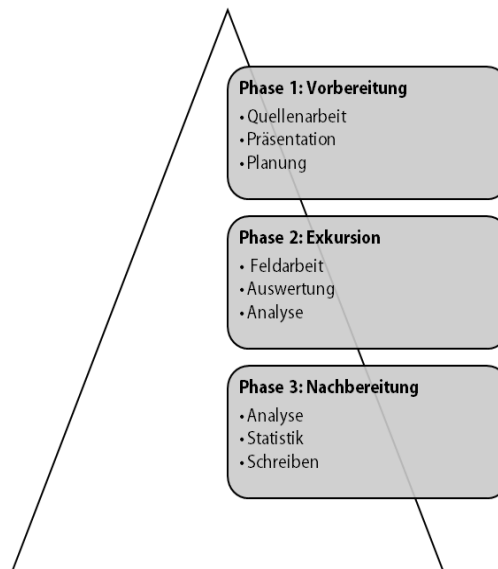 Phase 1: Vorbereitung
• Quellenarbeit
• Präsentation
• Planung
Phase 2: Exkursion
• Feldarbeit
• Auswertung
• Analyse
Phase 3: Nachbereitung
• Analyse
• Statistik
• Schreiben